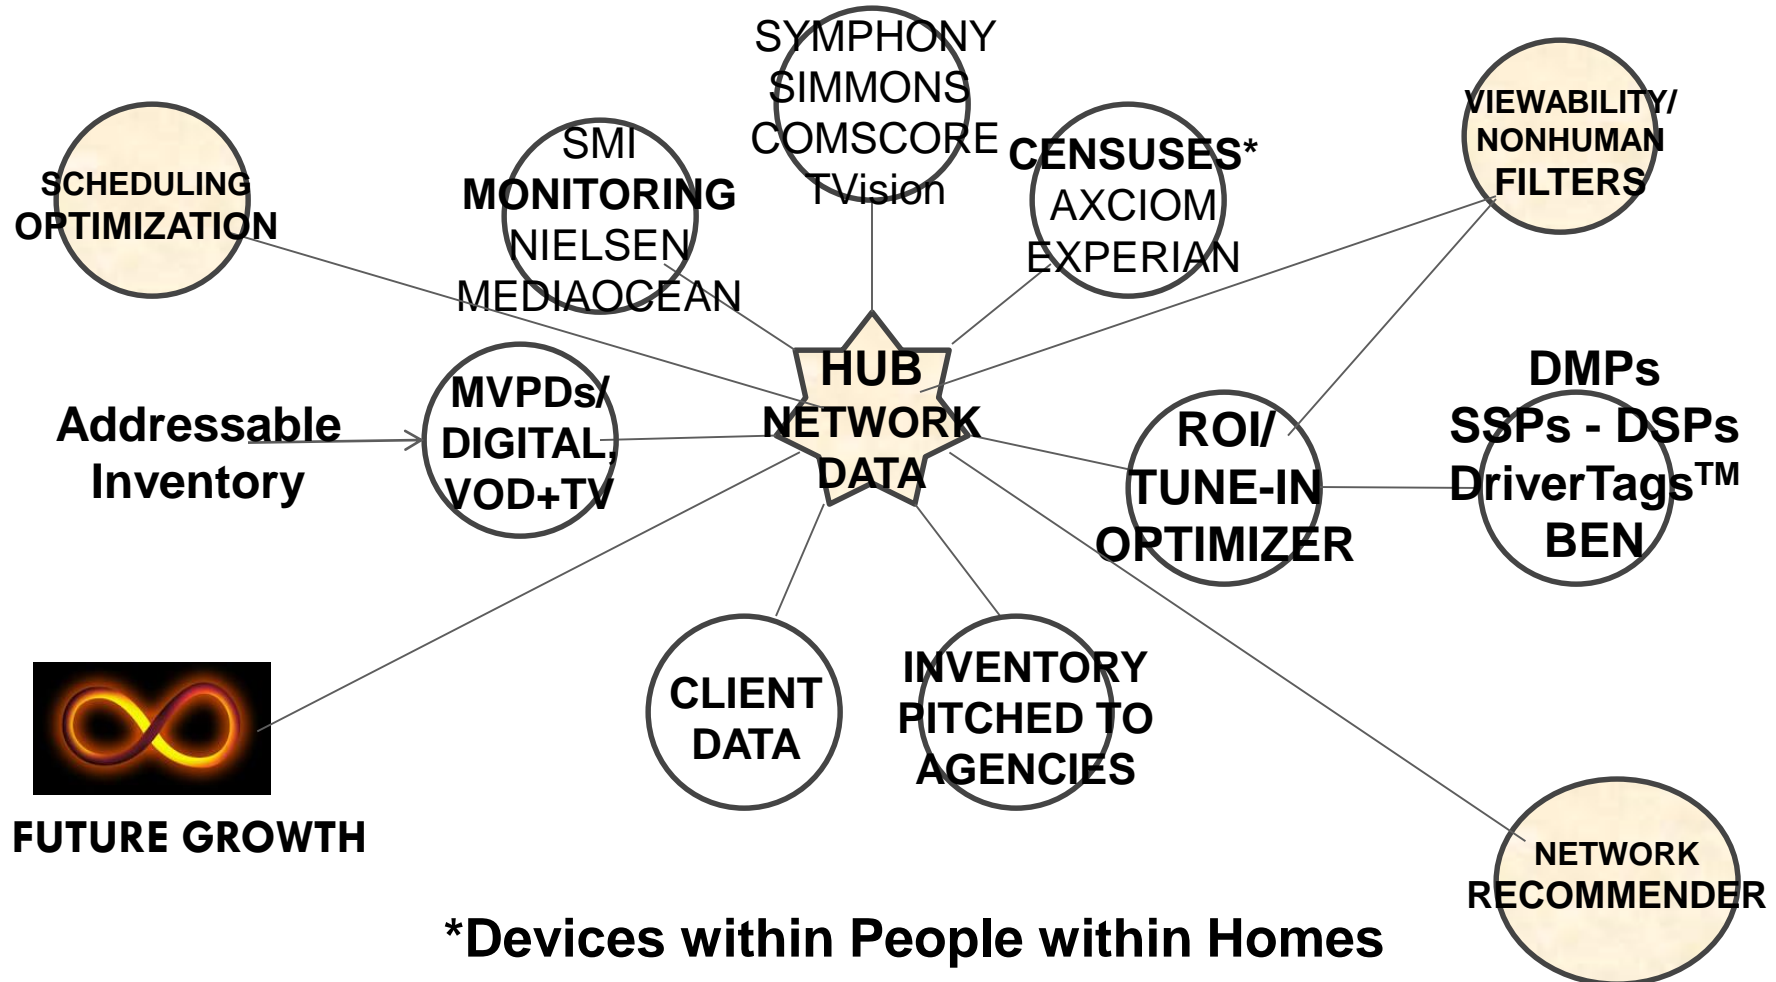 SYMPHONY
SIMMONS
COMSCORE
TVision
SCHEDULING
OPTIMIZATION
SMI
MONITORING
NIELSEN
MEDIAOCEAN
CENSUSES*
AXCIOM
EXPERIAN
VIEWABILITY/
NONHUMAN
FILTERS
Addressable
Inventory
MVPDs/
DIGITAL,
VOD+TV
HUB
NETWORK
DATA
ROI/
TUNE-IN
OPTIMIZER
DMPs
SSPs - DSPs
DriverTags™
BEN
FUTURE GROWTH
CLIENT
DATA
INVENTORY
PITCHED TO
AGENCIES
NETWORK
RECOMMENDER
*Devices within People within Homes